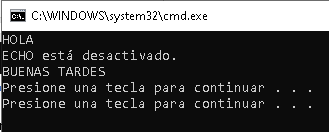 C:\WINDOWS\system32\cmd.exe
HOLA
ECHO está desactivado.
BUENAS TARDES
Presione una tecla para continuar . . .
Presione una tecla para continuar . . .